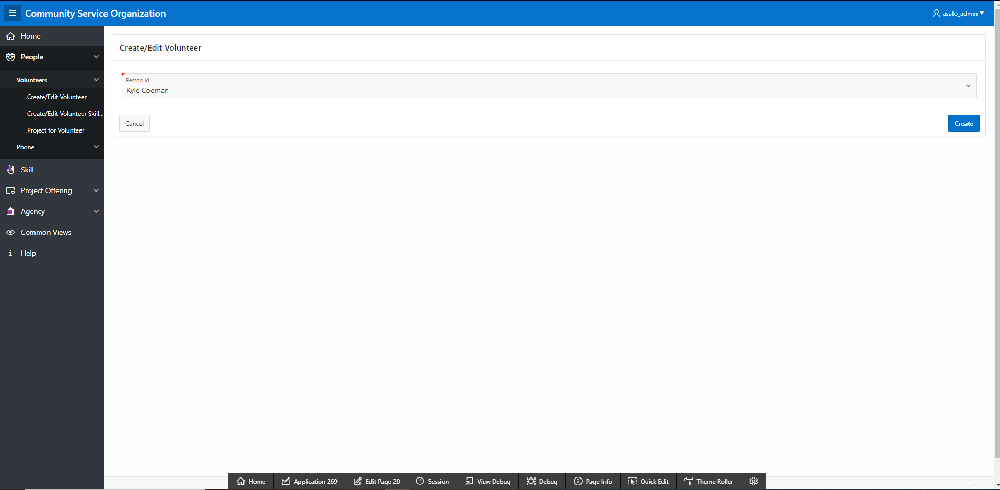 Community Service Organization
asato_admin
Home
People
Volunteers
Create/Edit Volunteer
Create/Edit Volunteer Skill...
Project for Volunteer
Phone
Skill
Project Offering
Agency
Common Views
Help
Create/Edit Volunteer
Person Id
Kyle Cooman
Cancel
Create
Home
Application 269
Edit Page 20
Session
View Debug
Debug
Page Info
Quick Edit
Theme Roller